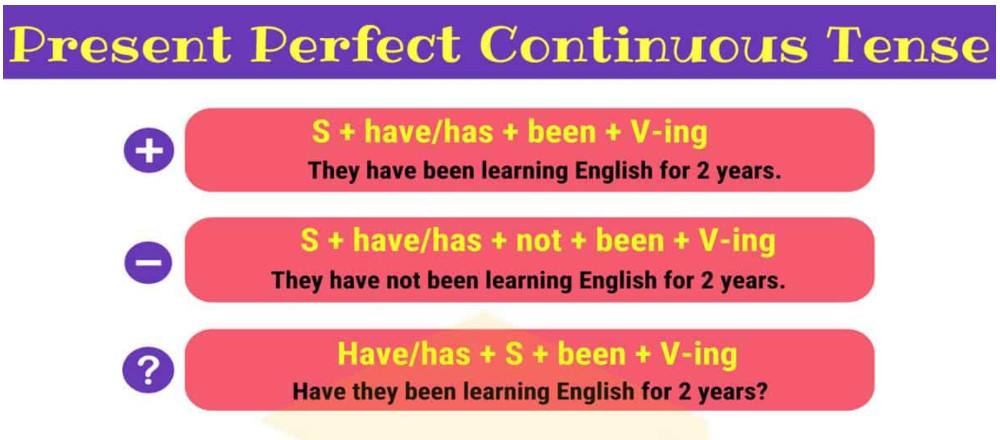 Present Perfect Continuous Tense
+
S + have/has + been + V-ing
They have been learning English for 2 years.
−
S + have/has + not + been + V-ing
They have not been learning English for 2 years.
?
Have/has + S + been + V-ing
Have they been learning English for 2 years?